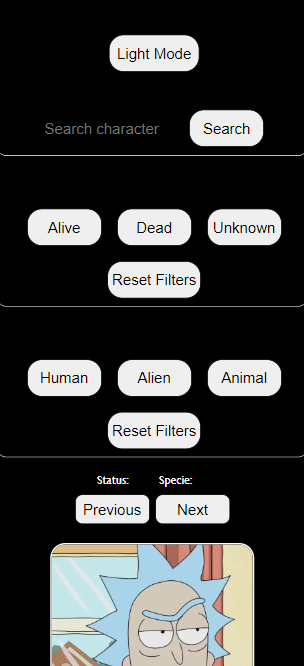 Light Mode
Search character Search
Alive Dead Unknown
Reset Filters
Human Alien Animal
Reset Filters
Status: Specie:
Previous Next